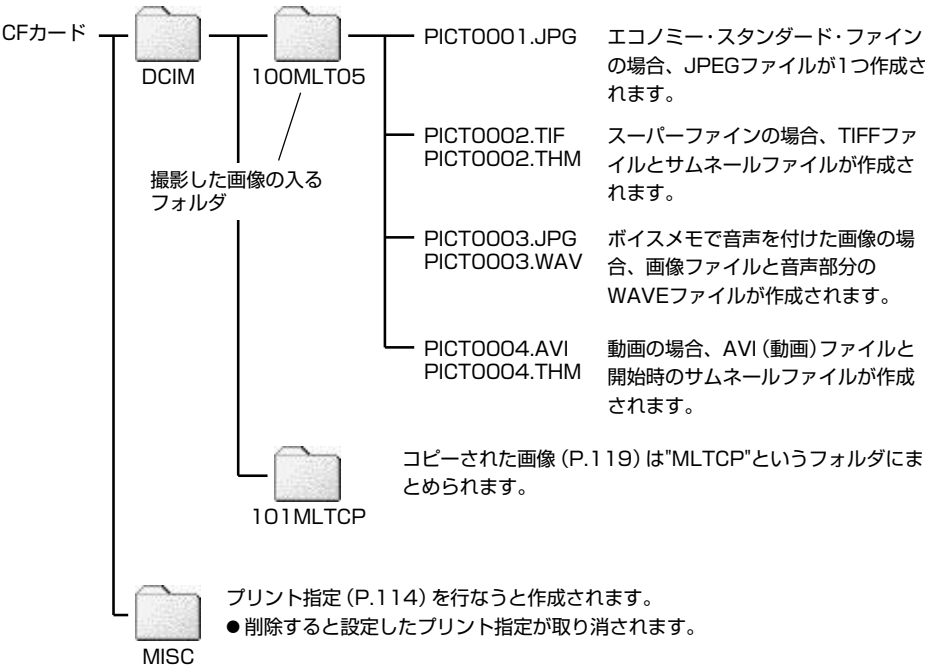 CFカード
DCIM
100MLT05
撮影した画像の入る
フォルダ
PICT0001.JPG
エコノミー・スタンダード・ファイン
の場合、JPEGファイルが1つ作成さ
れます。
PICT0002.TIF
PICT0002.THM
スーパーファインの場合、TIFFファ
イルとサムネールファイルが作成さ
れます。
PICT0003.JPG
PICT0003.WAV
ボイスメモで音声を付けた画像の場
合、画像ファイルと音声部分の
WAVEファイルが作成されます。
PICT0004.AVI
PICT0004.THM
動画の場合、AVI(動画)ファイルと
開始時のサムネールファイルが作成
されます。
101MLTCP
コピーされた画像(P.119)は"MLTCP"というフォルダにま
とめられます。
MISC
プリント指定(P.114)を行なうと作成されます。
●削除すると設定したプリント指定が取り消されます。